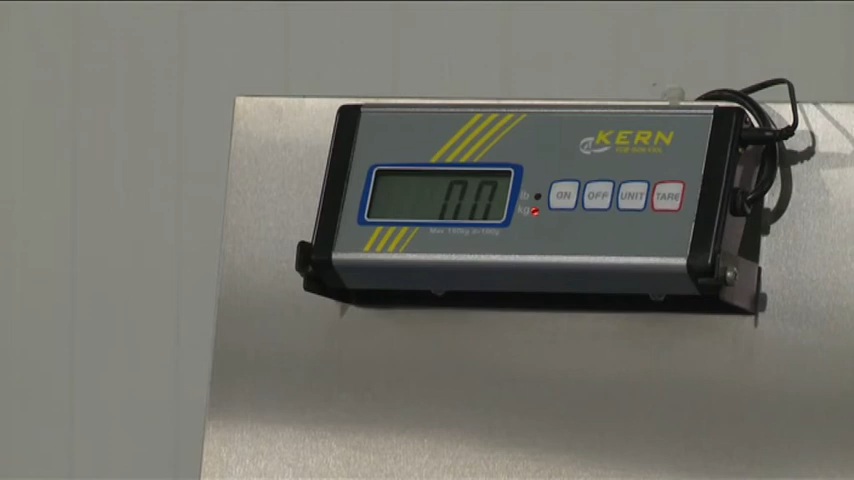 KERN
0.0
lb
kg
ON
OFF
UNIT
TARE
Max 150kg d=100g